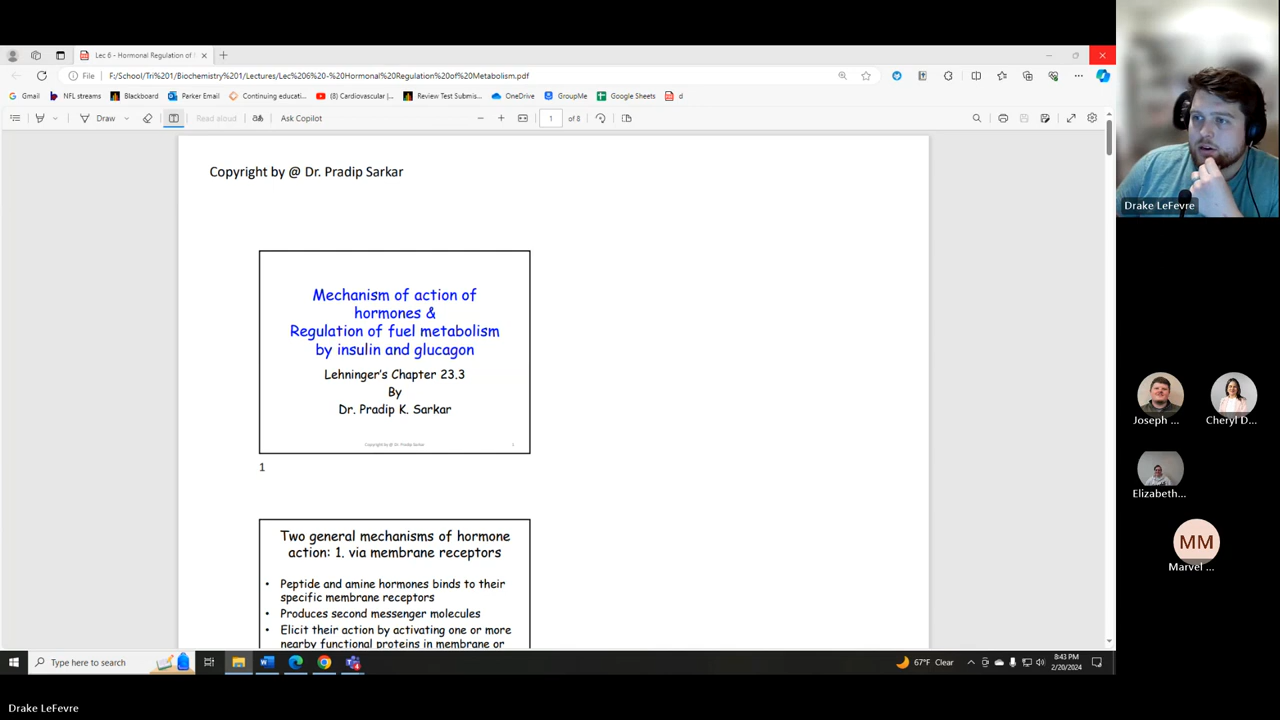 Lec 6 - Hormonal Regulation of
File
F:/School/Tri%201/Biochemistry%201/Lectures/Lec%206%20-%20Hormonal%20Regulation%20of%20Metabolism.pdf
Gmail
NFL streams
Blackboard
Parker Email
Continuing educati...
(8) Cardiovascular |...
Review Test Submis...
OneDrive
GroupMe
Google Sheets
d
Draw
Read aloud
Ask Copilot
1 of 8
Copyright by @ Dr. Pradip Sarkar
Mechanism of action of
hormones &
Regulation of fuel metabolism
by insulin and glucagon
Lehninger's Chapter 23.3
By
Dr. Pradip K. Sarkar
Copyright by @ Dr. Pradip Sarkar
1
1
Two general mechanisms of hormone
action: 1. via membrane receptors
• Peptide and amine hormones binds to their
specific membrane receptors
• Produces second messenger molecules
• Elicit their action by activating one or more
nearby functional proteins in membrane or
Drake LeFevre
Joseph ...
Cheryl D...
Elizabeth...
MM
Marvel ...
Type here to search
67°F Clear
8:43 PM
2/20/2024
Drake LeFevre